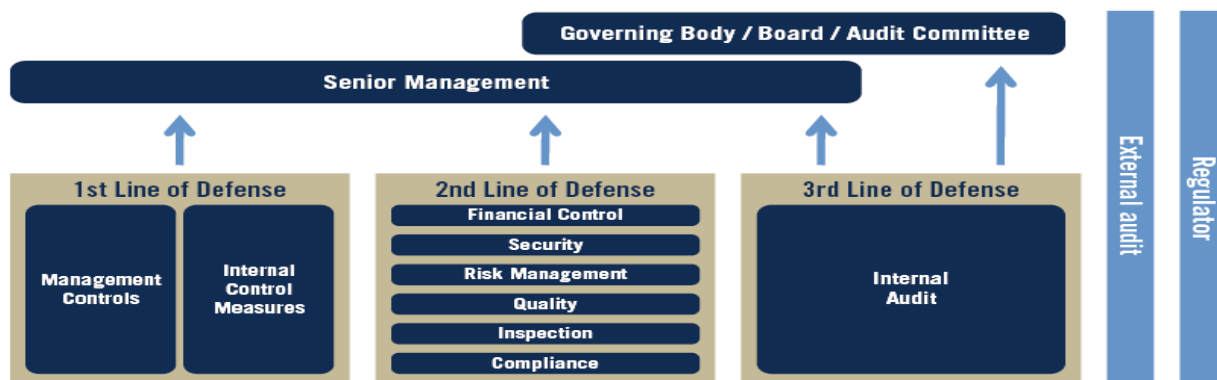 Governing Body / Board / Audit Committee
Senior Management
1st Line of Defense
Management
Controls
Internal
Control
Measures
2nd Line of Defense
Financial Control
Security
Risk Management
Quality
Inspection
Compliance
3rd Line of Defense
Internal
Audit
External audit
Regulator